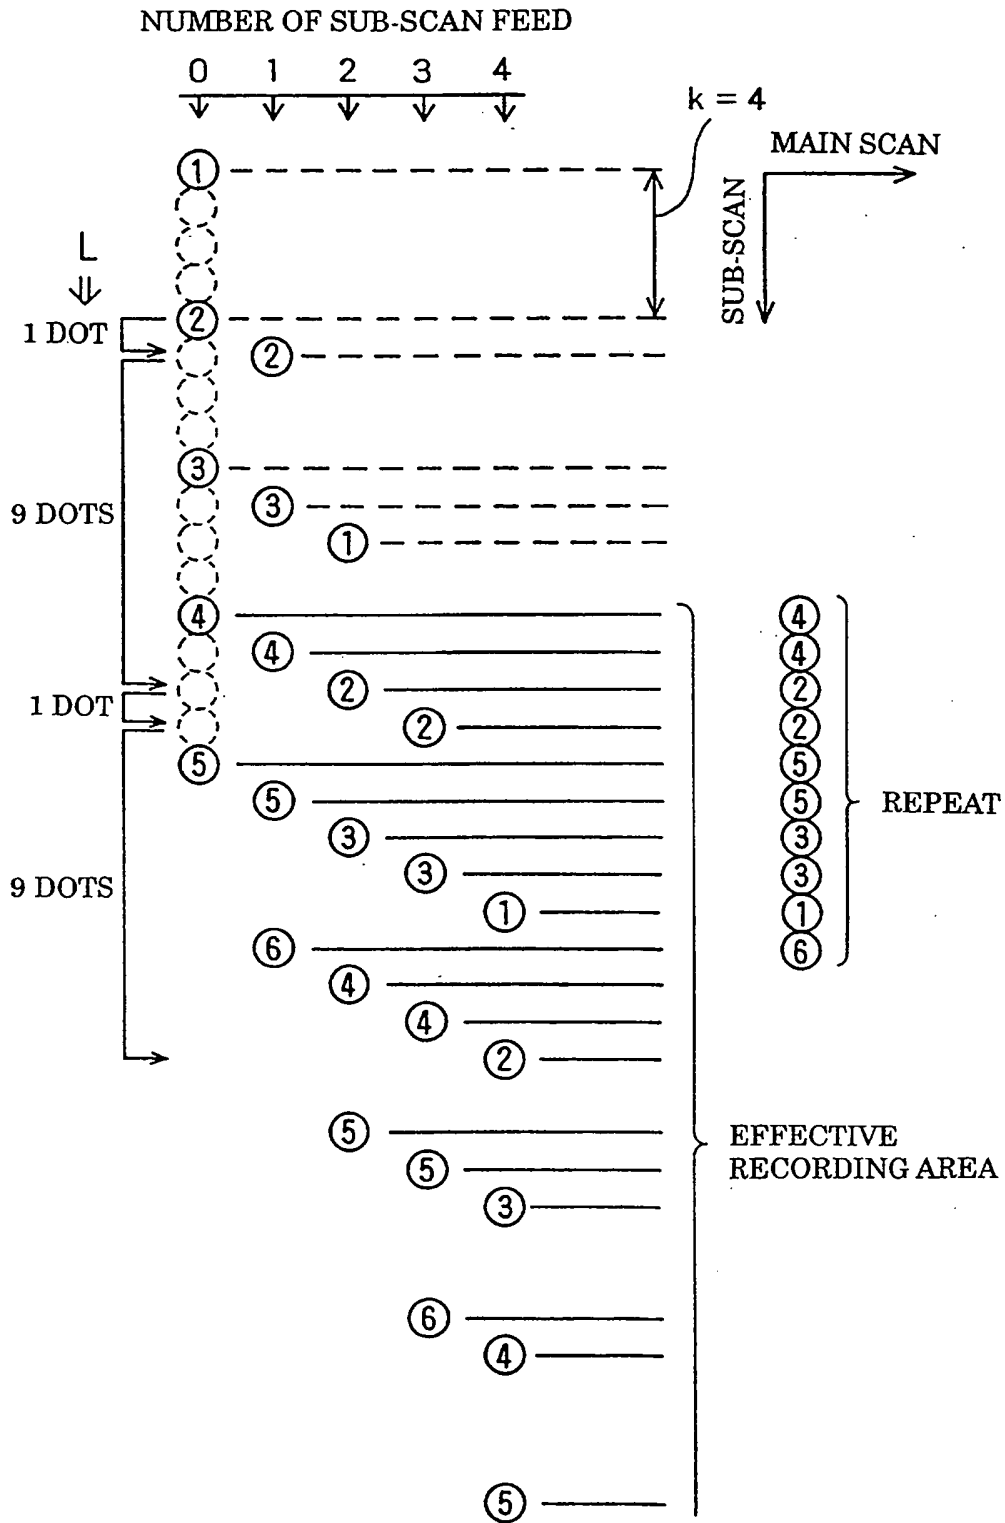 NUMBER OF SUB-SCAN FEED
0 1 2 3 4
k = 4
MAIN SCAN
SUB-SCAN
L
1
2
1 DOT
2
3
9 DOTS
3
1
4
4
4
4
2
2
1 DOT
2
2
5
5
5
5
REPEAT
3
3
3
3
9 DOTS
1
1
6
6
4
4
2
5
EFFECTIVE
RECORDING AREA
5
3
6
4
5